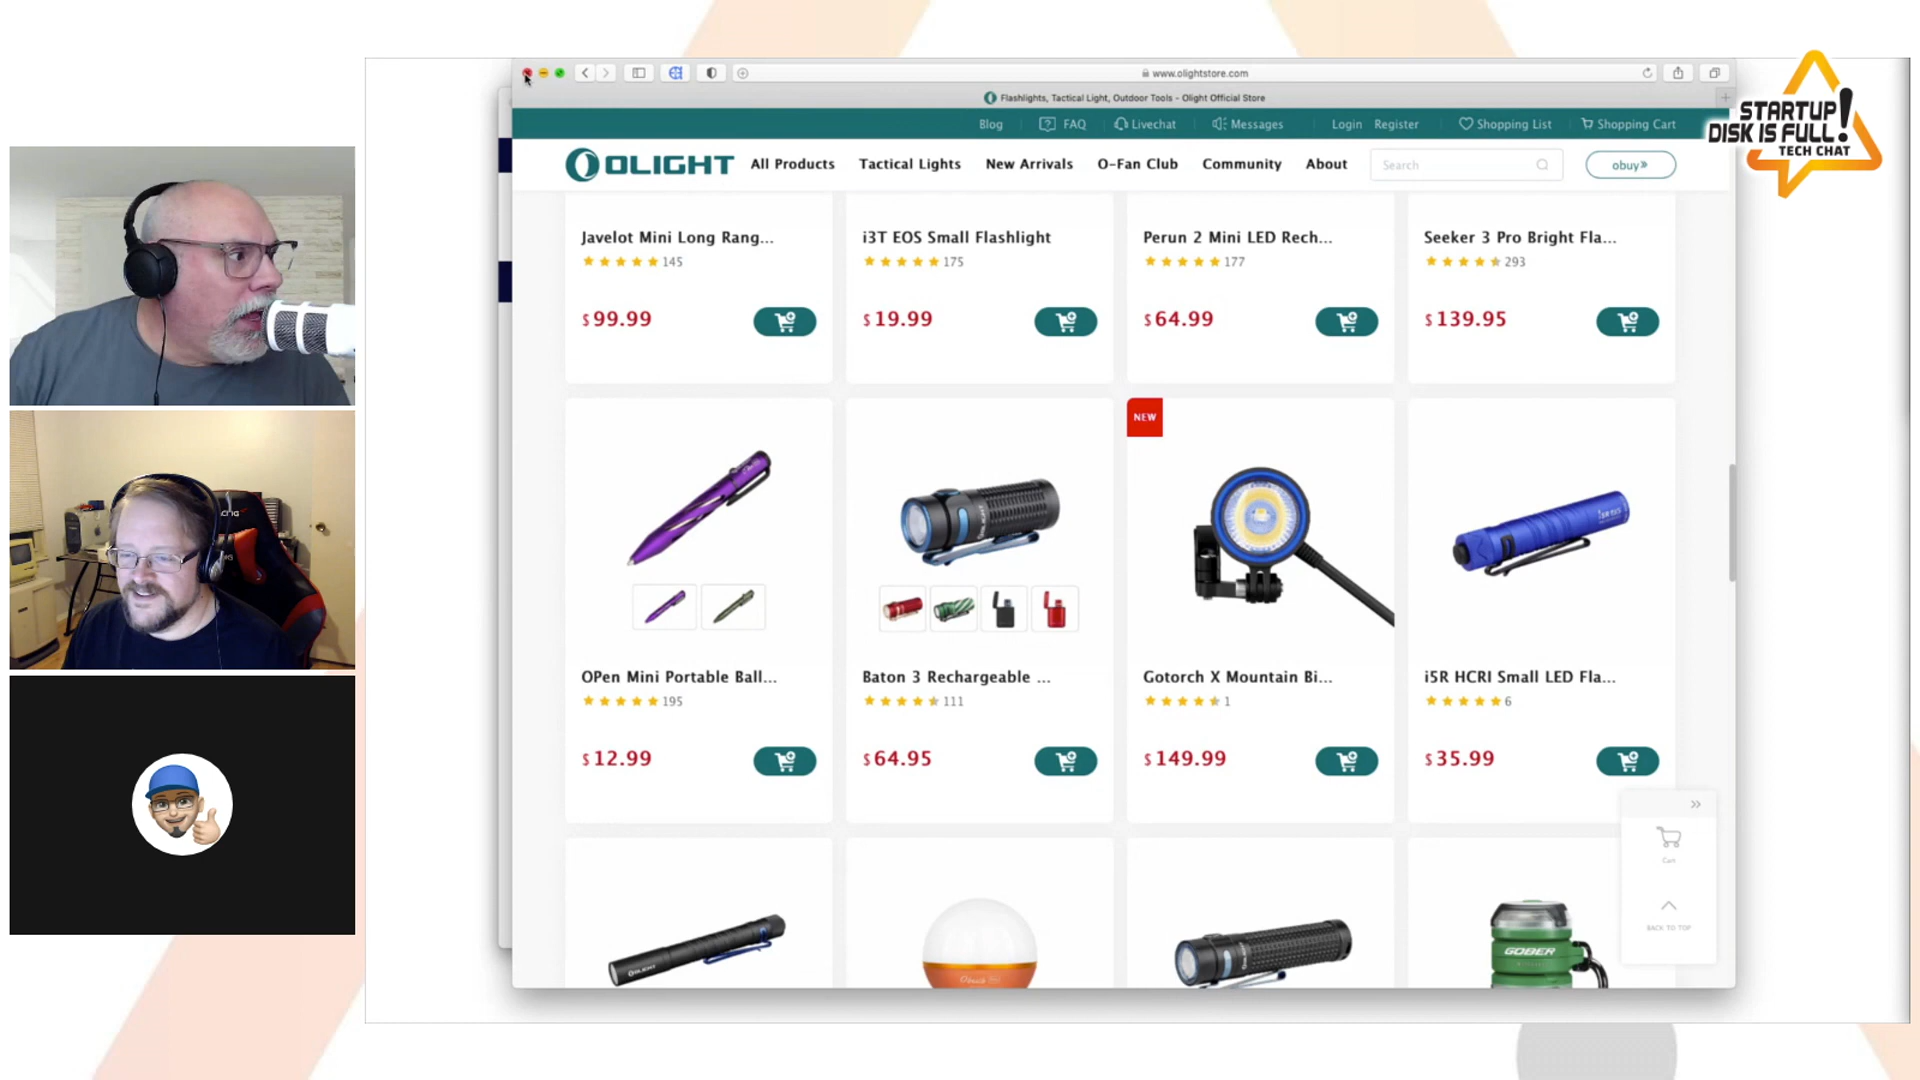 www.olightstore.com
Flashlights, Tactical Light, Outdoor Tools - Olight Official Store
Blog FAQ Livechat Messages Login Register Shopping List Shopping Cart
STARTUP
DISK IS FULL!
TECH CHAT
OLIGHT All Products Tactical Lights New Arrivals O-Fan Club Community About Search obuy»
Javelot Mini Long Rang... i3T EOS Small Flashlight Perun 2 Mini LED Rech... Seeker 3 Pro Bright Fla...
145 175 177 293
$99.99 $19.99 $64.99 $139.95
NEW
OPen Mini Portable Ball... Baton 3 Rechargeable ... Gotorch X Mountain Bi... i5R HCRI Small LED Fla...
195 111 1 6
$12.99 $64.95 $149.99 $35.99
Cart
BACK TO TOP
OLIGHT
GOBER